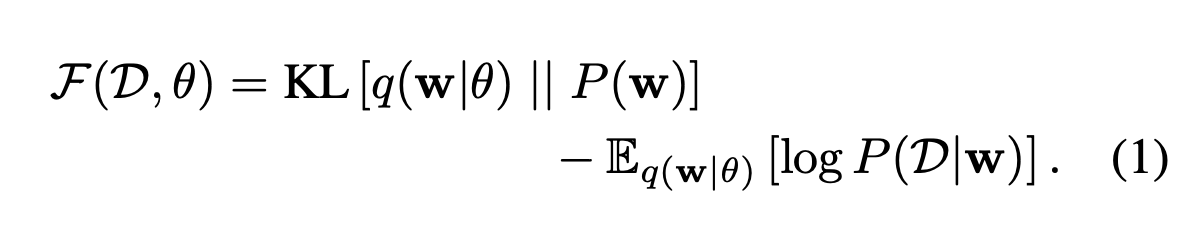 ℱ(𝒟, θ) = KL [q(w|θ) || P(w)]
− 𝔼_{q(w|θ)} [log P(𝒟|w)] . (1)